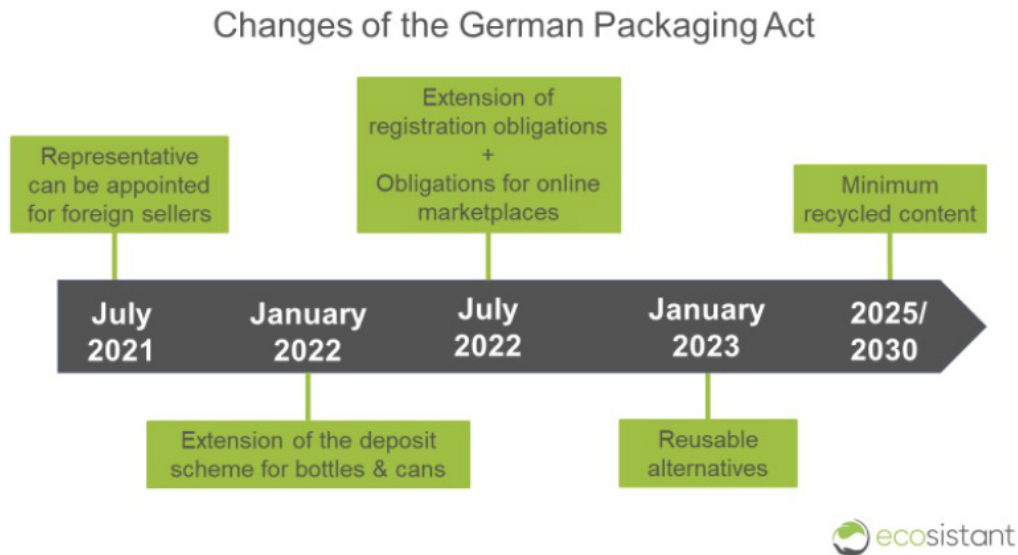 Changes of the German Packaging Act
Representative
can be appointed
for foreign sellers
Extension of
registration obligations
+
Obligations for online
marketplaces
Minimum
recycled content
July
2021
January
2022
July
2022
January
2023
2025/
2030
Extension of the deposit
scheme for bottles & cans
Reusable
alternatives
ecosistant